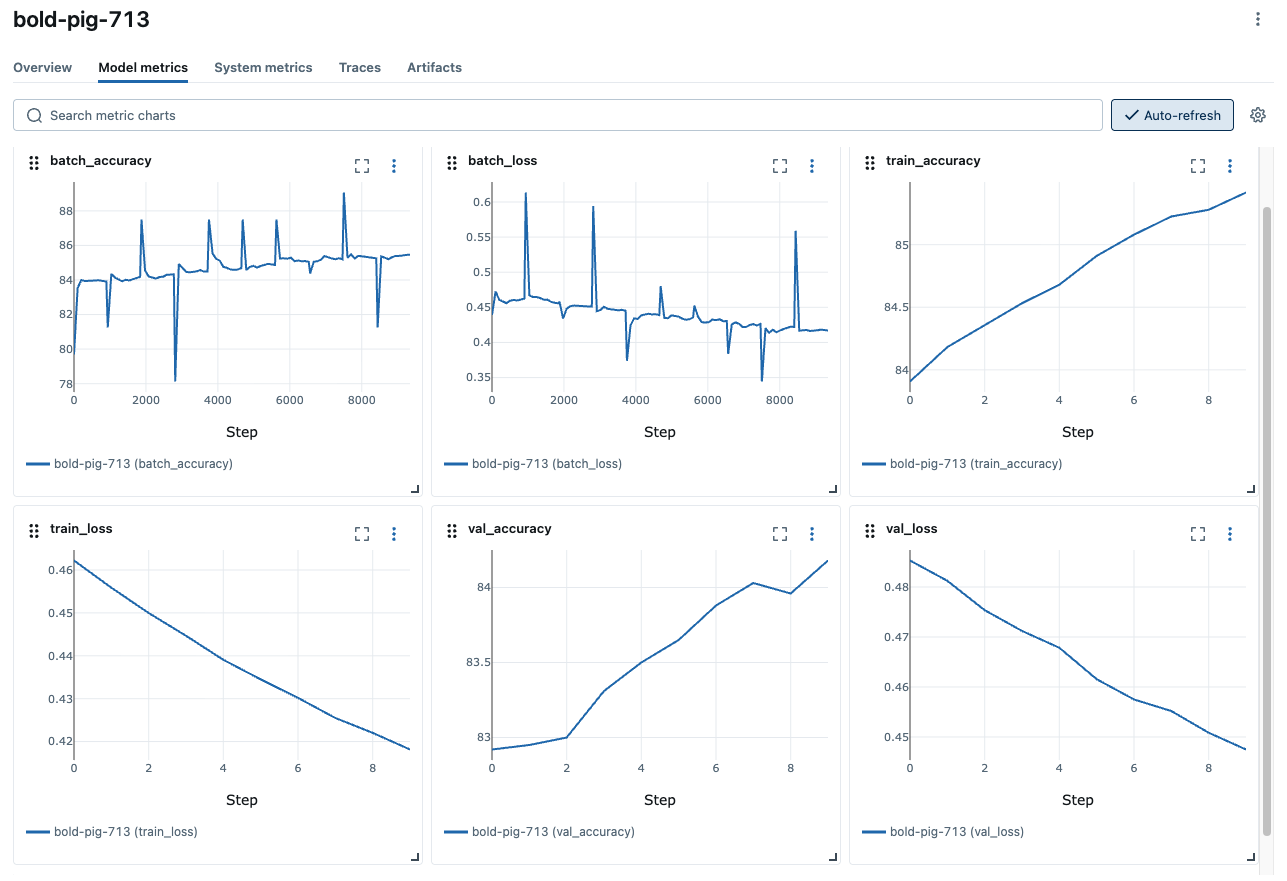 bold-pig-713
Overview Model metrics System metrics Traces Artifacts
Search metric charts
Auto-refresh
batch_accuracy
88
86
84
82
80
78
0 2000 4000 6000 8000
Step
bold-pig-713 (batch_accuracy)
batch_loss
0.6
0.55
0.5
0.45
0.4
0.35
0 2000 4000 6000 8000
Step
bold-pig-713 (batch_loss)
train_accuracy
85
84.5
84
0 2 4 6 8
Step
bold-pig-713 (train_accuracy)
train_loss
0.46
0.45
0.44
0.43
0.42
0 2 4 6 8
Step
bold-pig-713 (train_loss)
val_accuracy
84
83.5
83
0 2 4 6 8
Step
bold-pig-713 (val_accuracy)
val_loss
0.48
0.47
0.46
0.45
0 2 4 6 8
Step
bold-pig-713 (val_loss)